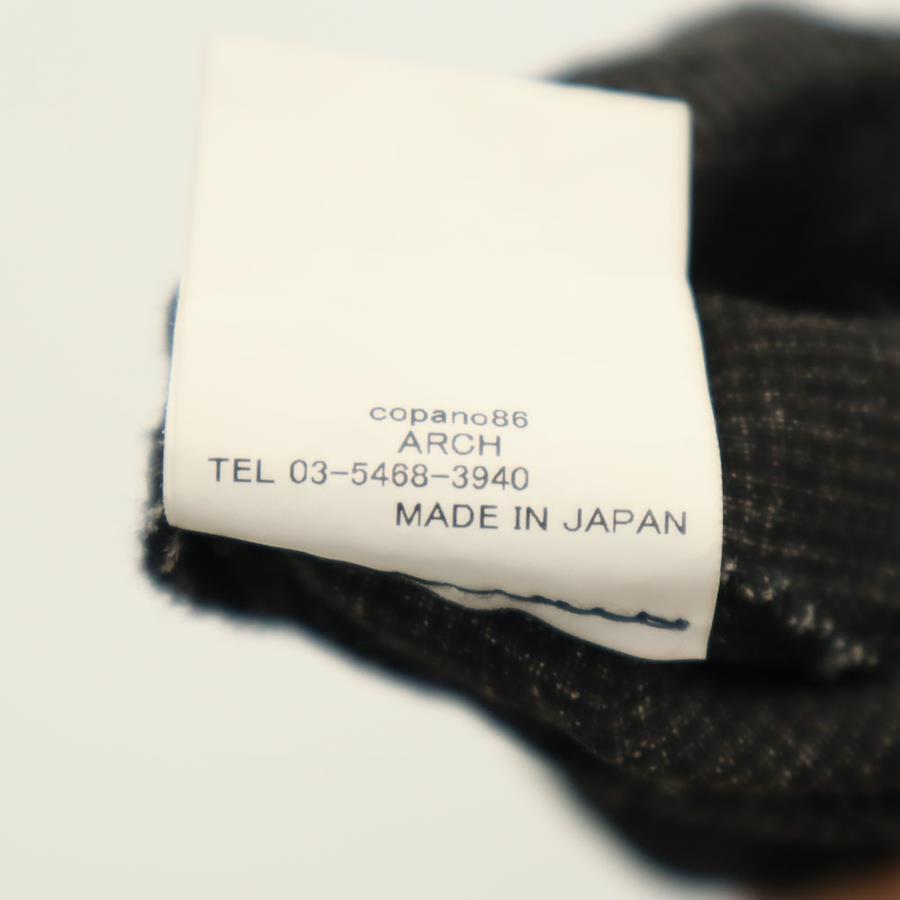 copano86
ARCH
TEL 03-5468-3940
MADE IN JAPAN